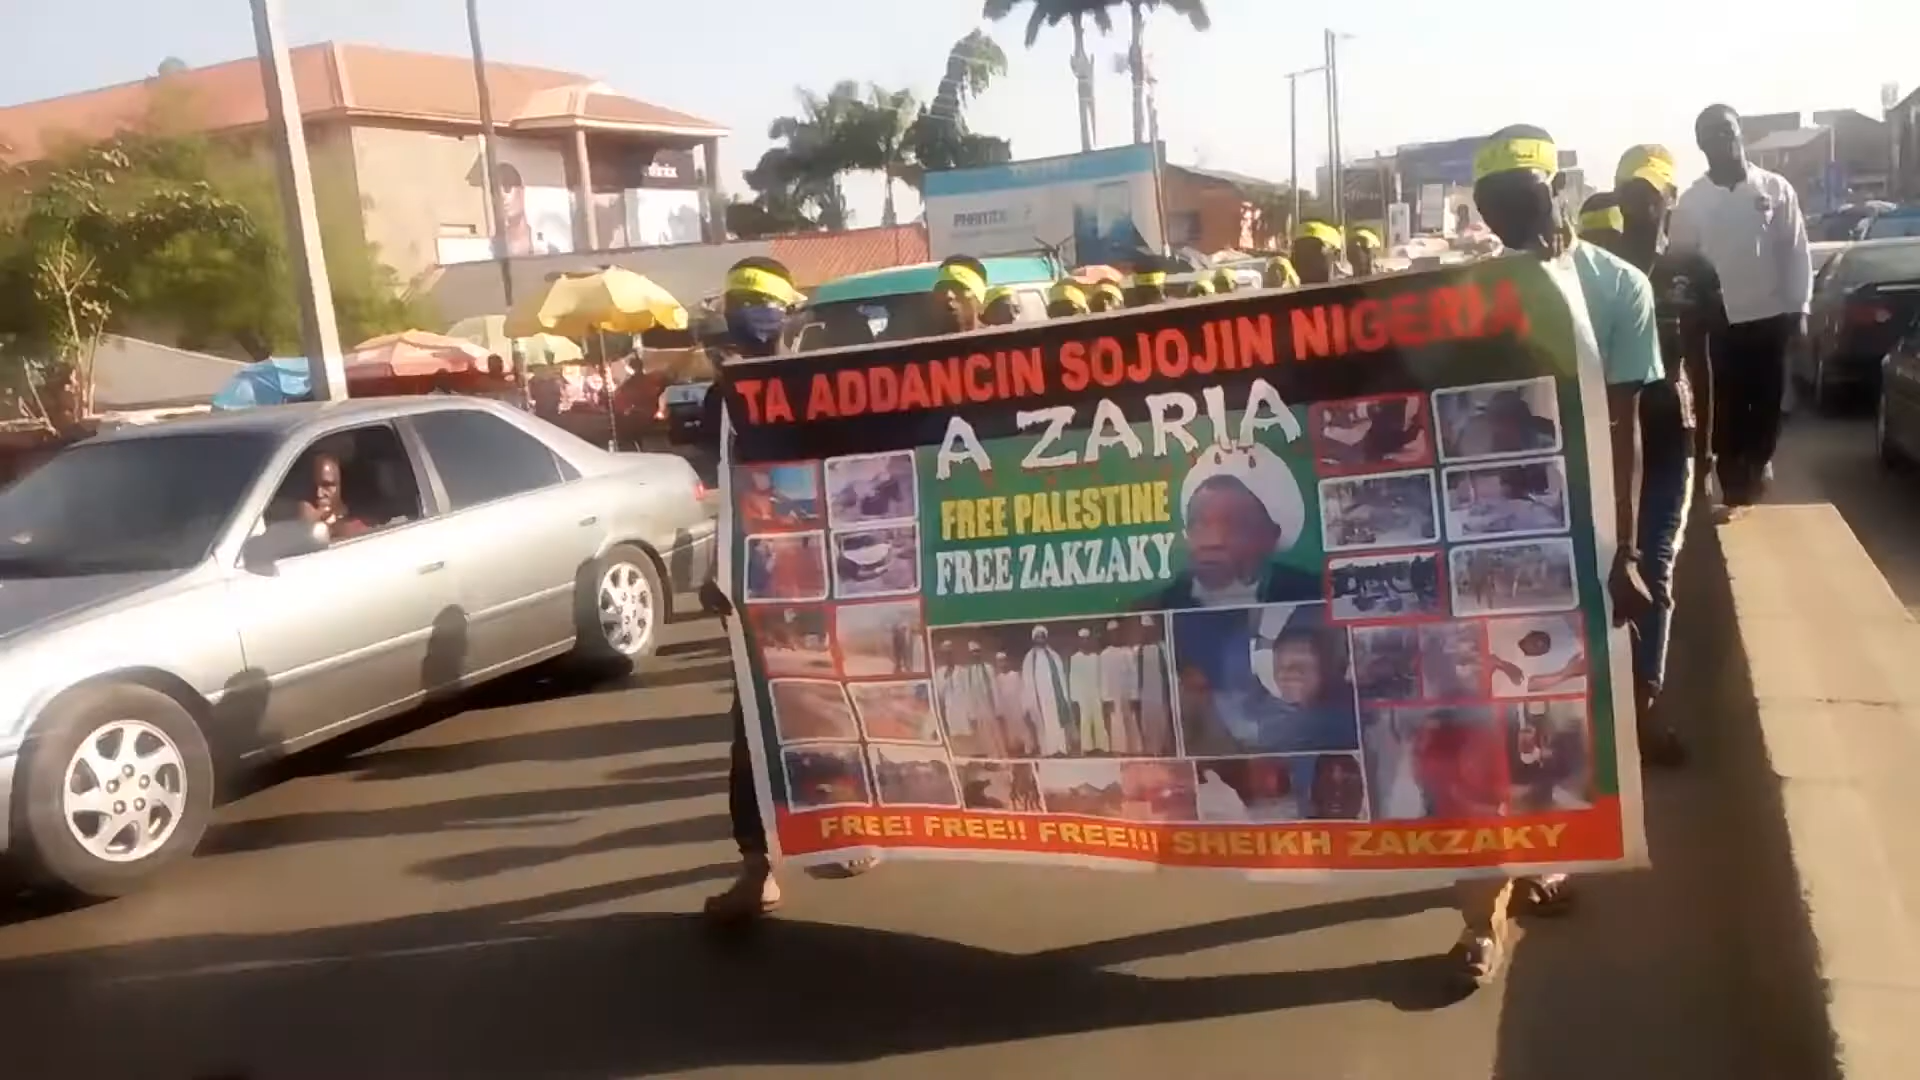 TA ADDANCIN SOJOJIN NIGERIA
A ZARIA
FREE PALESTINE
FREE ZAKZAKY
FREE! FREE!! FREE!!! SHEIKH ZAKZAKY